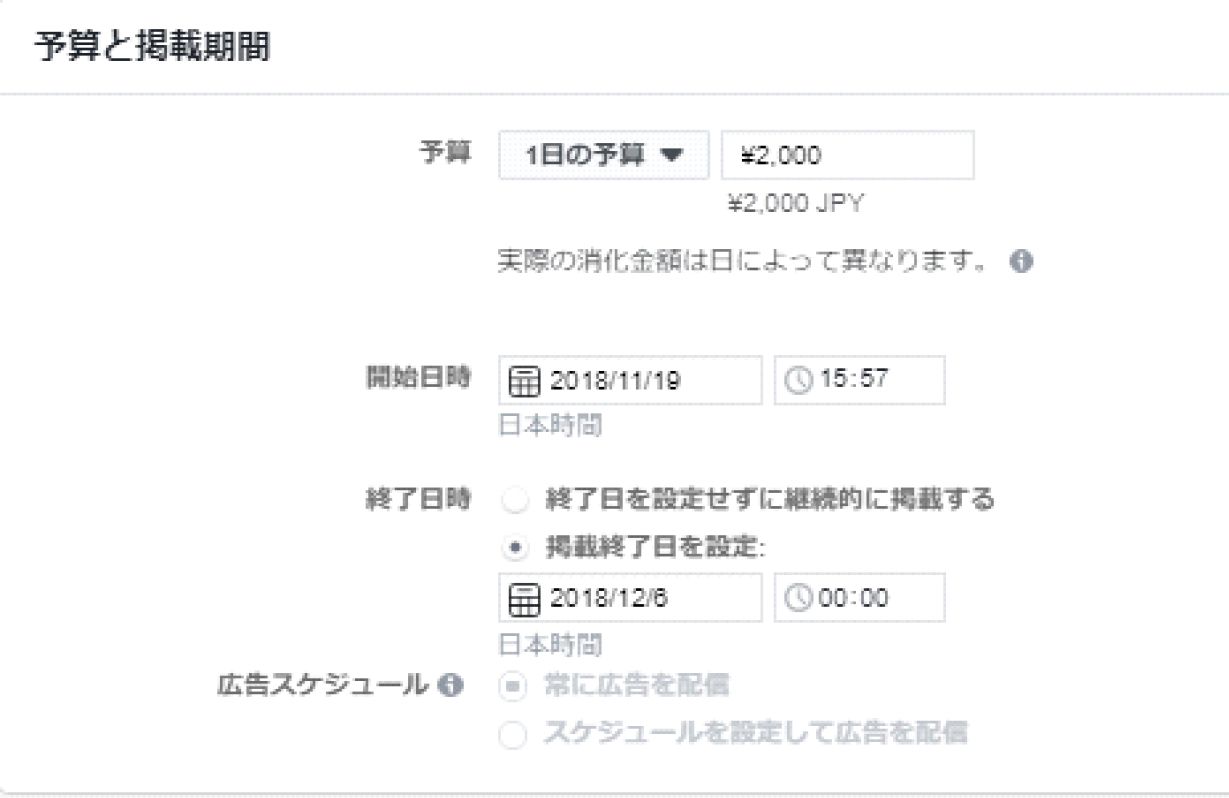 予算と掲載期間
予算 1日の予算 ¥2,000
¥2,000 JPY
実際の消化金額は日によって異なります。
開始日時 2018/11/19 15:57
日本時間
終了日時 終了日を設定せずに継続的に掲載する
掲載終了日を設定:
2018/12/6 00:00
日本時間
広告スケジュール 常に広告を配信
スケジュールを設定して広告を配信